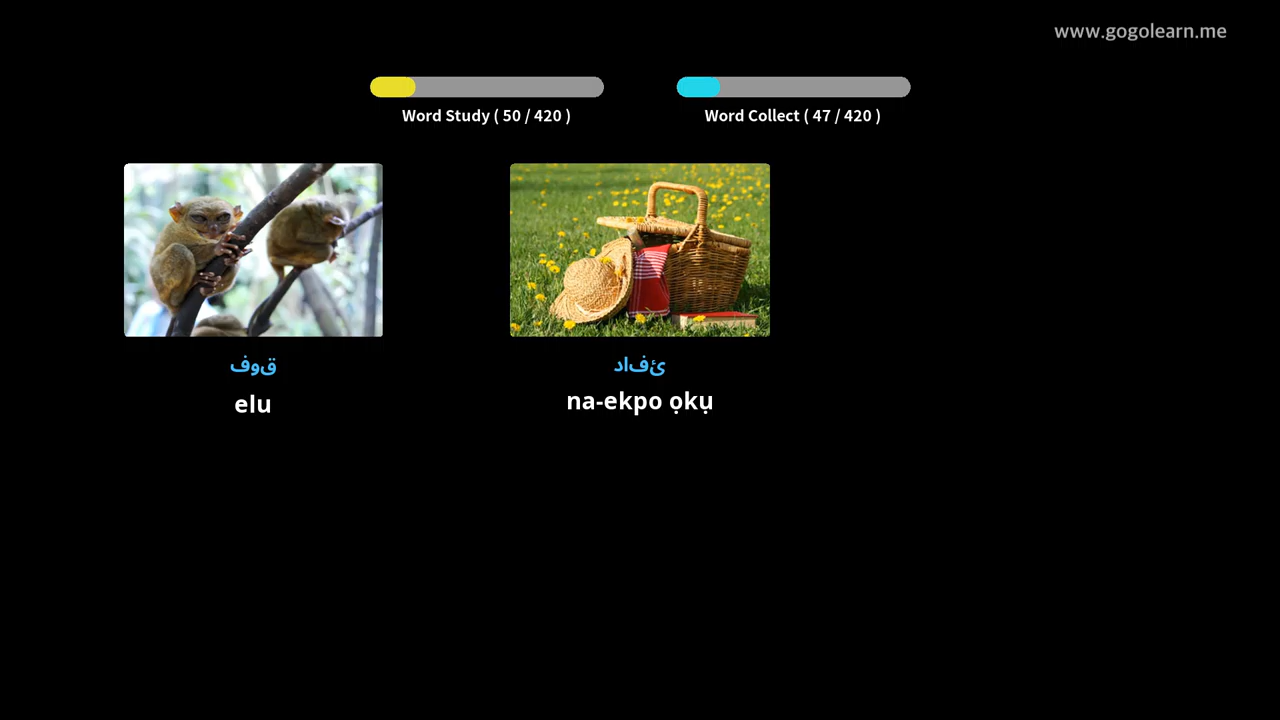 www.gogolearn.me
Word Study ( 50 / 420 )
Word Collect ( 47 / 420 )
قوف
elu
ئفاد
na-ekpo ọkụ